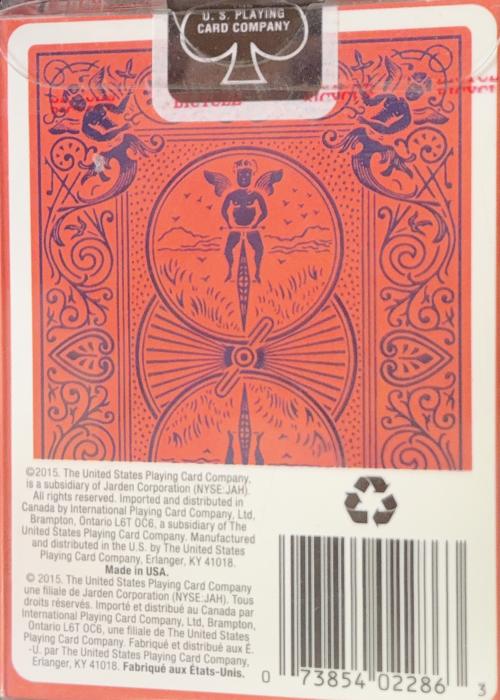 U. S. PLAYING
CARD COMPANY
BICYCLE
©2015. The United States Playing Card Company,
is a subsidiary of Jarden Corporation (NYSE:JAH).
All rights reserved. Imported and distributed in
Canada by International Playing Card Company, Ltd,
Brampton, Ontario L6T 0C6, a subsidiary of The
United States Playing Card Company. Manufactured
and distributed in the U.S. by The United States
Playing Card Company, Erlanger, KY 41018.
Made in USA.
© 2015. The United States Playing Card Company
une filiale de Jarden Corporation (NYSE:JAH). Tous
droits réservés. Importé et distribué au Canada par
International Playing Card Company, Ltd, Brampton,
Ontario L6T 0C6, une filiale de The United States
Playing Card Company. Fabriqué et distribué aux É.
-U. par The United States Playing Card Company,
Erlanger, KY 41018. Fabriqué aux États-Unis.
0 73854 02286 3